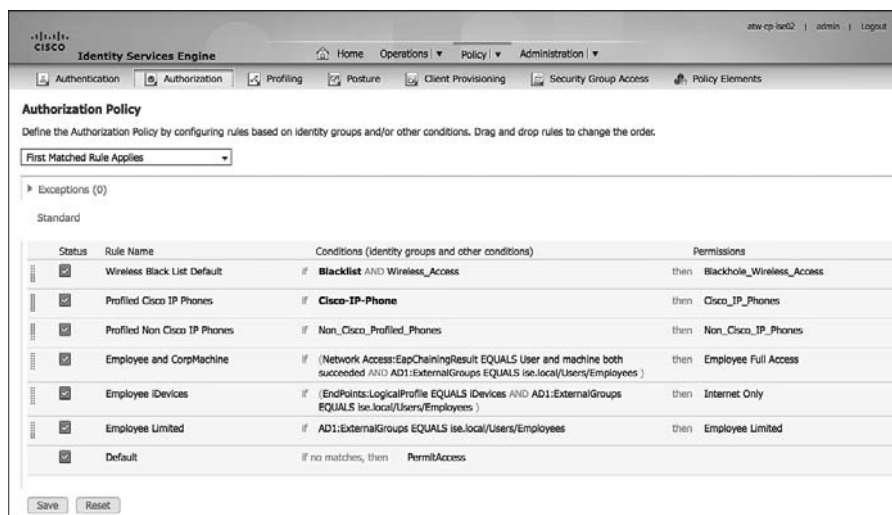 atw-cp-ise02 | admin | Logout
CISCO Identity Services Engine
Home Operations Policy Administration
Authentication Authorization Profiling Posture Client Provisioning Security Group Access Policy Elements
Authorization Policy
Define the Authorization Policy by configuring rules based on identity groups and/or other conditions. Drag and drop rules to change the order.
First Matched Rule Applies
Exceptions (0)
Standard
Status Rule Name Conditions (identity groups and other conditions) Permissions
Wireless Black List Default if Blacklist AND Wireless_Access then Blackhole_Wireless_Access
Profiled Cisco IP Phones if Cisco-IP-Phone then Cisco_IP_Phones
Profiled Non Cisco IP Phones if Non_Cisco_Profiled_Phones then Non_Cisco_IP_Phones
Employee and CorpMachine if (Network Access:EapChainingResult EQUALS User and machine both then Employee Full Access
succeeded AND AD1:ExternalGroups EQUALS ise.local/Users/Employees )
Employee iDevices if (EndPoints:LogicalProfile EQUALS iDevices AND AD1:ExternalGroups then Internet Only
EQUALS ise.local/Users/Employees )
Employee Limited if AD1:ExternalGroups EQUALS ise.local/Users/Employees then Employee Limited
Default if no matches, then PermitAccess
Save Reset